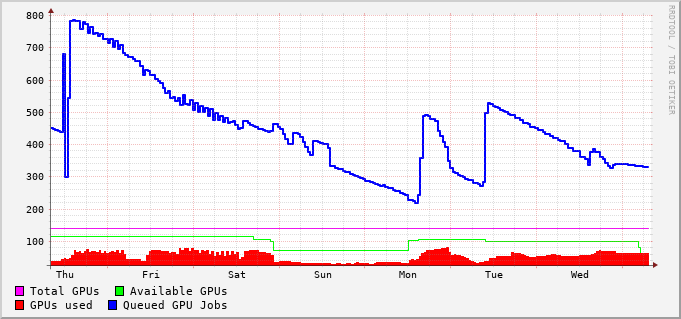 800
700
600
500
400
300
200
100
Thu Fri Sat Sun Mon Tue Wed
Total GPUs Available GPUs
GPUs used Queued GPU Jobs
RRDTOOL / TOBI OETIKER